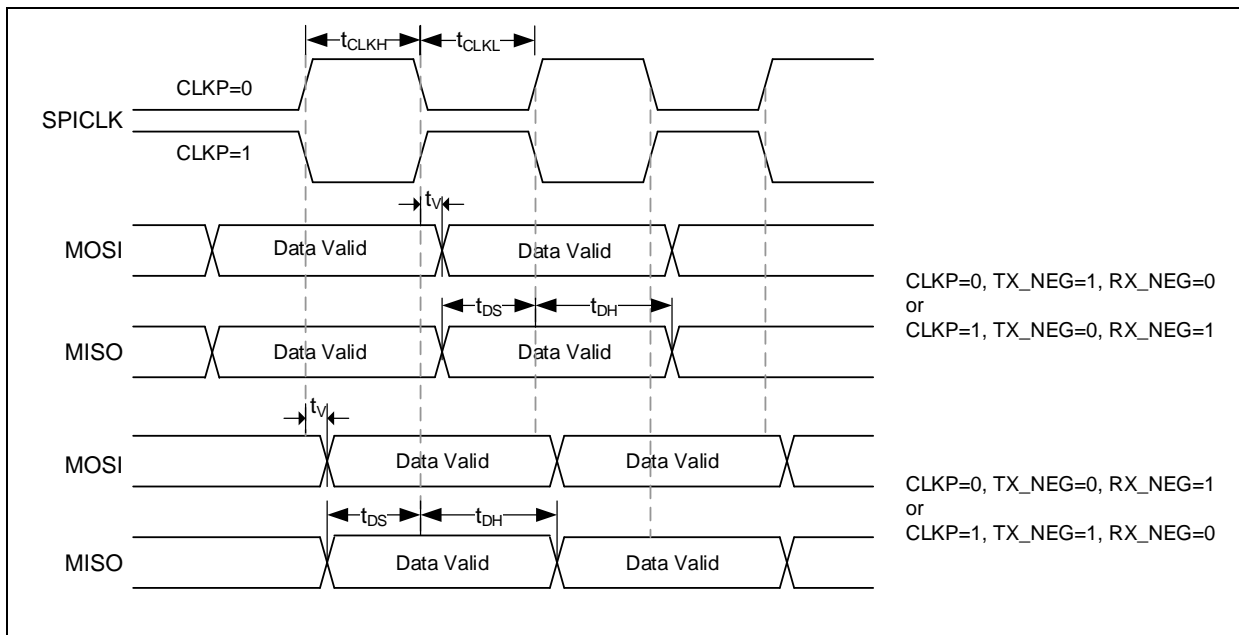 tCLKH
tCLKL
CLKP=0
SPICLK
CLKP=1
tV
MOSI
Data Valid
Data Valid
CLKP=0, TX_NEG=1, RX_NEG=0
or
CLKP=1, TX_NEG=0, RX_NEG=1
tDS
tDH
MISO
Data Valid
Data Valid
tV
MOSI
Data Valid
Data Valid
CLKP=0, TX_NEG=0, RX_NEG=1
or
CLKP=1, TX_NEG=1, RX_NEG=0
tDS
tDH
MISO
Data Valid
Data Valid